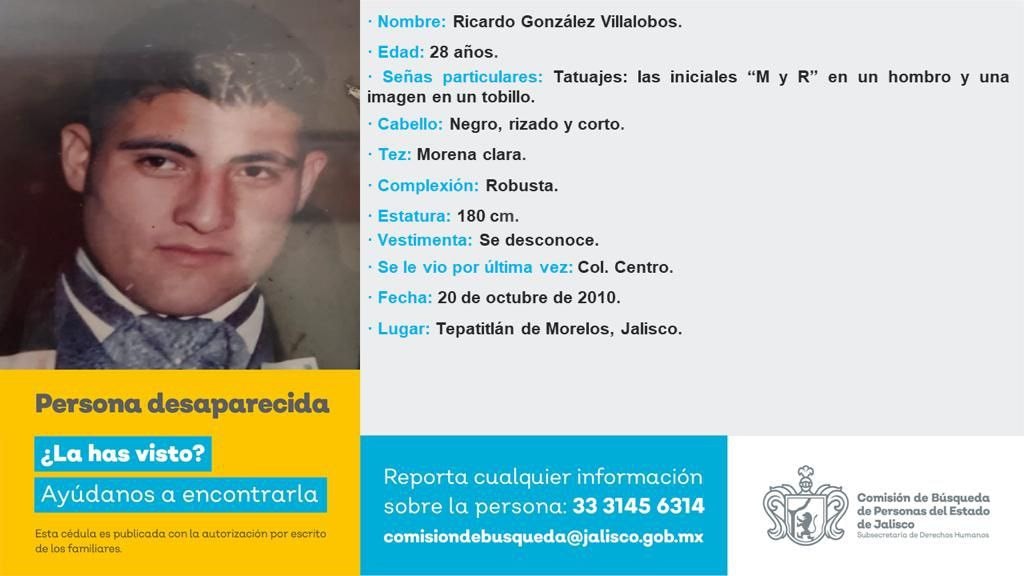 · Nombre: Ricardo González Villalobos.
· Edad: 28 años.
· Señas particulares: Tatuajes: las iniciales “M y R” en un hombro y una
imagen en un tobillo.
· Cabello: Negro, rizado y corto.
· Tez: Morena clara.
· Complexión: Robusta.
· Estatura: 180 cm.
· Vestimenta: Se desconoce.
· Se le vio por última vez: Col. Centro.
· Fecha: 20 de octubre de 2010.
· Lugar: Tepatitlán de Morelos, Jalisco.
Persona desaparecida
¿La has visto?
Ayúdanos a encontrarla
Esta cédula es publicada con la autorización por escrito
de los familiares.
Reporta cualquier información
sobre la persona: 33 3145 6314
comisiondebusqueda@jalisco.gob.mx
Comisión de Búsqueda
de Personas del Estado
de Jalisco
Subsecretaría de Derechos Humanos